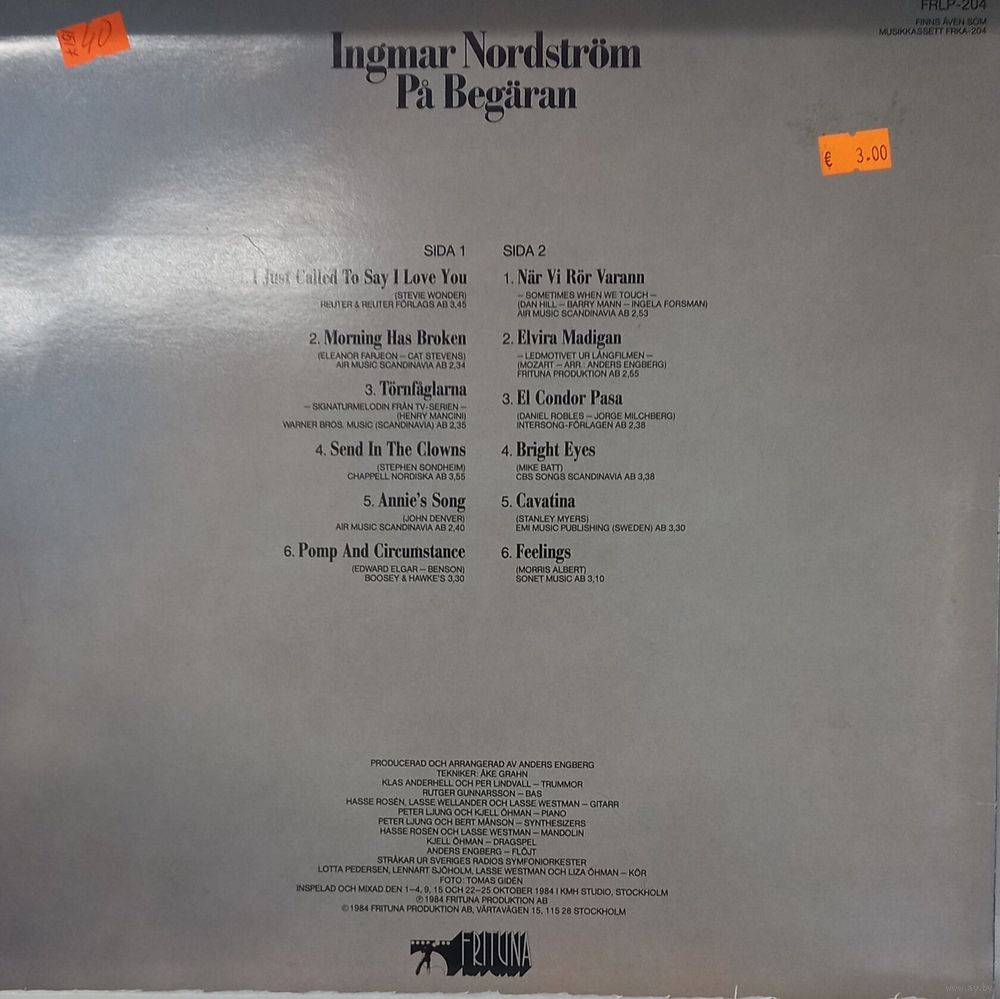 FRLP-204
FINNS ÄVEN SOM
MUSIKKASSETT FRKA-204
40
€ 3.00
Ingmar Nordström
På Begäran
SIDA 1
1. I Just Called To Say I Love You
(STEVIE WONDER)
REUTER & REUTER FÖRLAGS AB 3,45
2. Morning Has Broken
(ELEANOR FARJEON – CAT STEVENS)
AIR MUSIC SCANDINAVIA AB 2,34
3. Törnfåglarna
– SIGNATURMELODIN FRÅN TV-SERIEN –
(HENRY MANCINI)
WARNER BROS. MUSIC (SCANDINAVIA) AB 2,35
4. Send In The Clowns
(STEPHEN SONDHEIM)
CHAPPELL NORDISKA AB 3,55
5. Annie's Song
(JOHN DENVER)
AIR MUSIC SCANDINAVIA AB 2,40
6. Pomp And Circumstance
(EDWARD ELGAR – BENSON)
BOOSEY & HAWKE'S 3,30
SIDA 2
1. När Vi Rör Varann
– SOMETIMES WHEN WE TOUCH –
(DAN HILL – BARRY MANN – INGELA FORSMAN)
AIR MUSIC SCANDINAVIA AB 2,53
2. Elvira Madigan
– LEDMOTIVET UR LÅNGFILMEN –
(MOZART – ARR. ANDERS ENGBERG)
FRITUNA PRODUKTION AB 2,55
3. El Condor Pasa
(DANIEL ROBLES – JORGE MILCHBERG)
INTERSONG-FÖRLAGEN AB 2,38
4. Bright Eyes
(MIKE BATT)
CBS SONGS SCANDINAVIA AB 3,38
5. Cavatina
(STANLEY MYERS)
EMI MUSIC PUBLISHING (SWEDEN) AB 3,30
6. Feelings
(MORRIS ALBERT)
SONET MUSIC AB 3,10
PRODUCERAD OCH ARRANGERAD AV ANDERS ENGBERG
TEKNIKER: ÅKE GRAHN
KLAS ANDERHELL OCH PER LINDVALL – TRUMMOR
RUTGER GUNNARSSON – BAS
HASSE ROSÉN, LASSE WELLANDER OCH LASSE WESTMAN – GITARR
PETER LJUNG OCH KJELL ÖHMAN – PIANO
PETER LJUNG OCH BERT MÅNSON – SYNTHESIZERS
HASSE ROSÉN OCH LASSE WESTMAN – MANDOLIN
KJELL ÖHMAN – DRAGSPEL
ANDERS ENGBERG – FLÖJT
STRÅKAR UR SVERIGES RADIOS SYMFONIORKESTER
LOTTA PEDERSEN, LENNART SJÖHOLM, LASSE WESTMAN OCH LIZA ÖHMAN – KÖR
FOTO: TOMAS GIDÉN
INSPELAD OCH MIXAD DEN 1–4, 9, 15 OCH 22–25 OKTOBER 1984 I KMH STUDIO, STOCKHOLM
℗ 1984 FRITUNA PRODUKTION AB
© 1984 FRITUNA PRODUKTION AB, VÄRTAVÄGEN 15, 115 28 STOCKHOLM
FRITUNA
www.ay.by